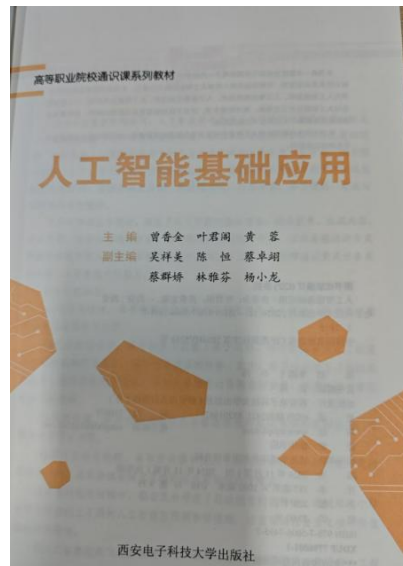 高等职业院校通识课系列教材
人工智能基础应用
主 编 曾香金 叶君阁 黄 蓉
副主编 吴祥美 陈 恒 蔡卓翊
蔡群娇 林雅芬 杨小龙
西安电子科技大学出版社